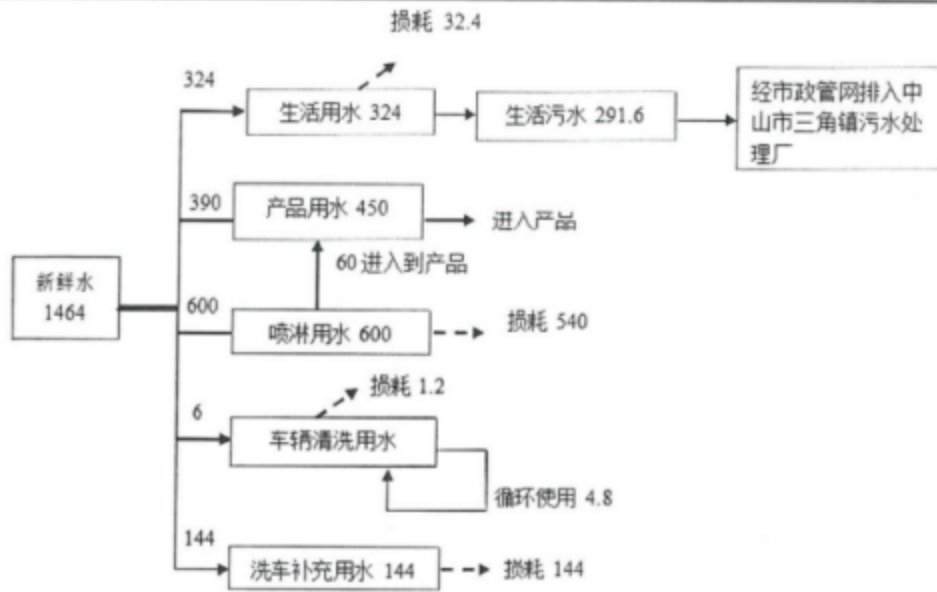 损耗 32.4
324
生活用水 324
生活污水 291.6
经市政管网排入中
山市三角镇污水处
理厂
390
产品用水 450
进入产品
60 进入到产品
新鲜水
1464
600
喷淋用水 600
损耗 540
损耗 1.2
6
车辆清洗用水
循环使用 4.8
144
洗车补充用水 144
损耗 144